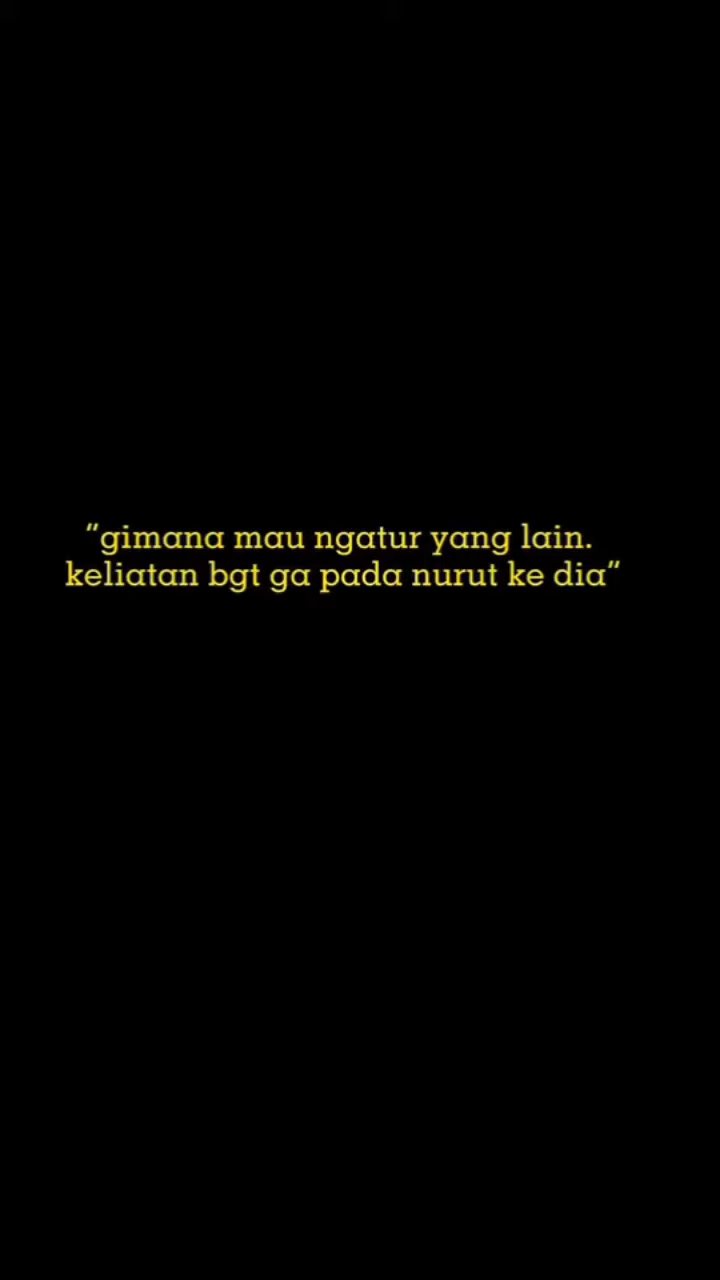 “gimana mau ngatur yang lain.
keliatan bgt ga pada nurut ke dia”